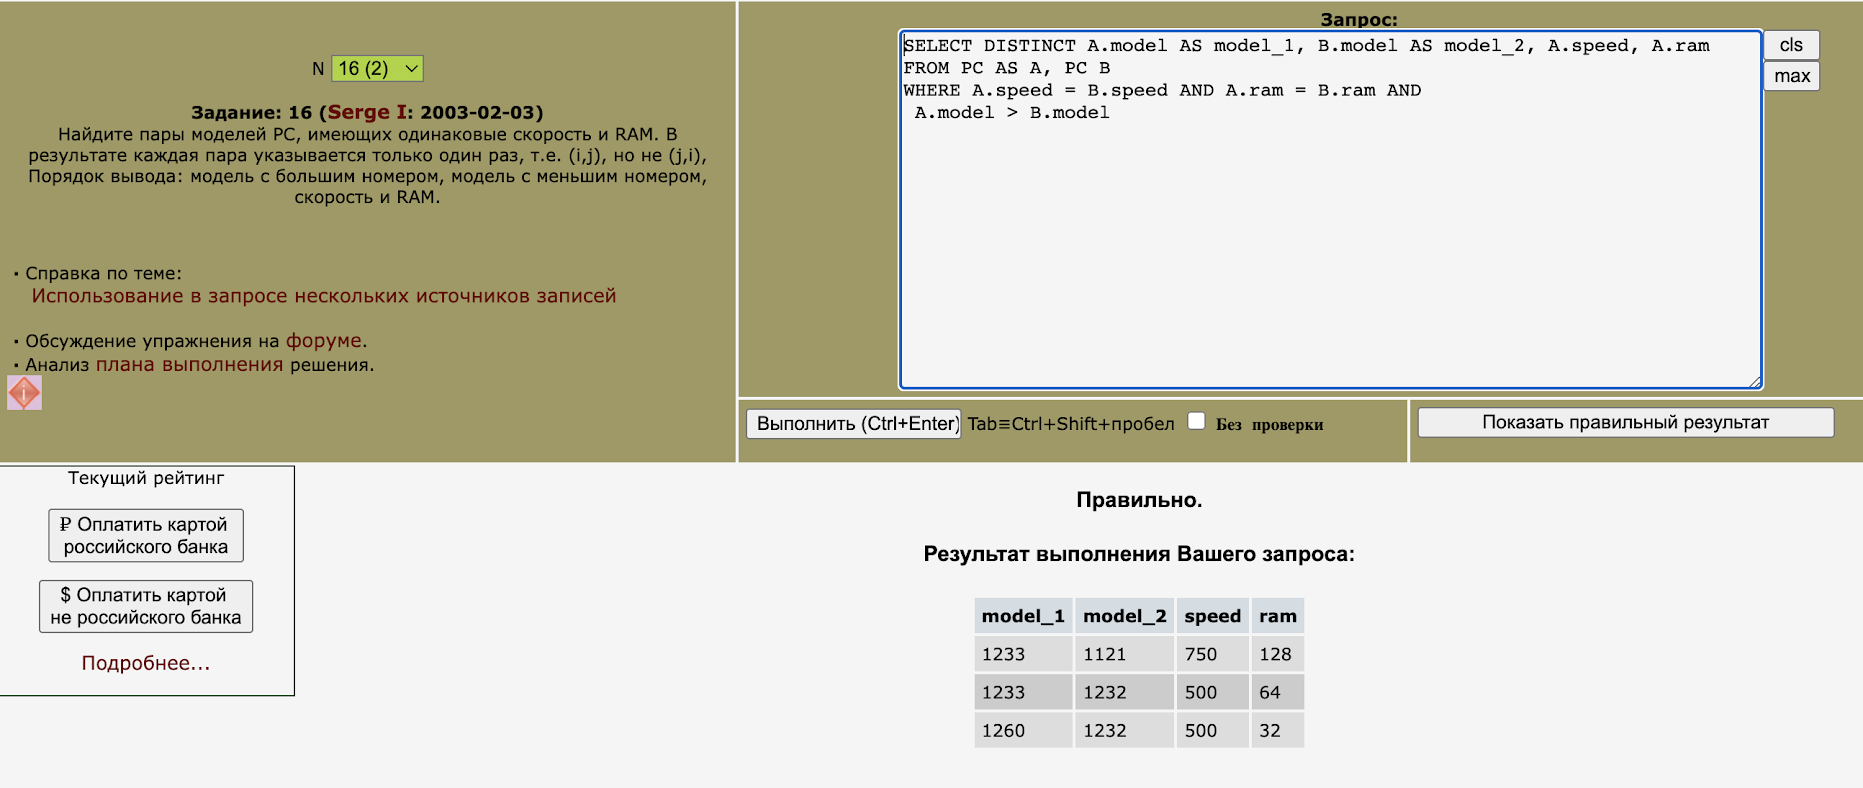 N 16 (2)
Задание: 16 (Serge I: 2003-02-03)
Найдите пары моделей PC, имеющих одинаковые скорость и RAM. В
результате каждая пара указывается только один раз, т.е. (i,j), но не (j,i),
Порядок вывода: модель с большим номером, модель с меньшим номером,
скорость и RAM.
· Справка по теме:
Использование в запросе нескольких источников записей
· Обсуждение упражнения на форуме.
· Анализ плана выполнения решения.
Запрос:
SELECT DISTINCT A.model AS model_1, B.model AS model_2, A.speed, A.ram
FROM PC AS A, PC B
WHERE A.speed = B.speed AND A.ram = B.ram AND
A.model > B.model
cls
max
Выполнить (Ctrl+Enter) Tab≡Ctrl+Shift+пробел Без проверки
Показать правильный результат
Текущий рейтинг
₽ Оплатить картой
российского банка
$ Оплатить картой
не российского банка
Подробнее...
Правильно.
Результат выполнения Вашего запроса:
model_1 model_2 speed ram
1233 1121 750 128
1233 1232 500 64
1260 1232 500 32